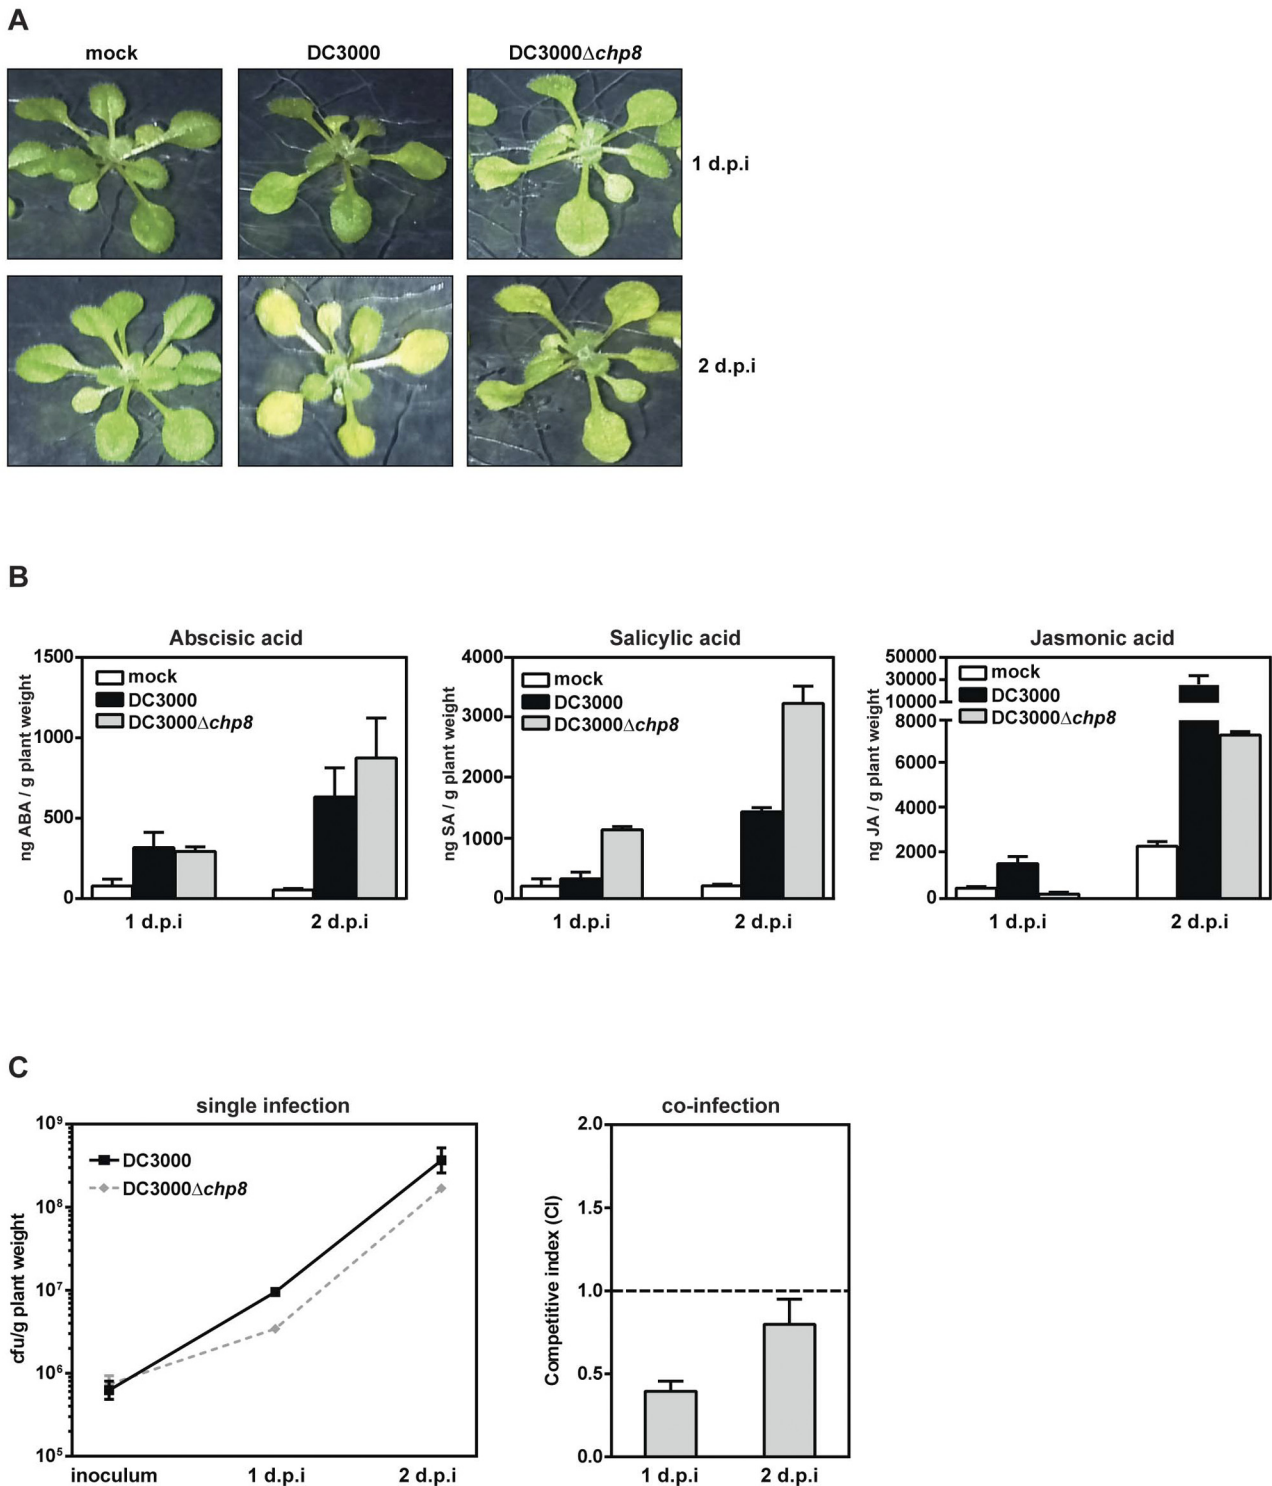 A
mock DC3000 DC3000Δchp8
1 d.p.i
2 d.p.i
B
Abscisic acid
ng ABA / g plant weight
1500
1000
500
0
mock
DC3000
DC3000Δchp8
1 d.p.i 2 d.p.i
Salicylic acid
ng SA / g plant weight
4000
3000
2000
1000
0
mock
DC3000
DC3000Δchp8
1 d.p.i 2 d.p.i
Jasmonic acid
ng JA / g plant weight
50000
30000
10000
8000
6000
4000
2000
0
mock
DC3000
DC3000Δchp8
1 d.p.i 2 d.p.i
C
single infection
cfu/g plant weight
10⁹
10⁸
10⁷
10⁶
10⁵
DC3000
DC3000Δchp8
inoculum 1 d.p.i 2 d.p.i
co-infection
Competitive index (CI)
2.0
1.5
1.0
0.5
0.0
1 d.p.i 2 d.p.i